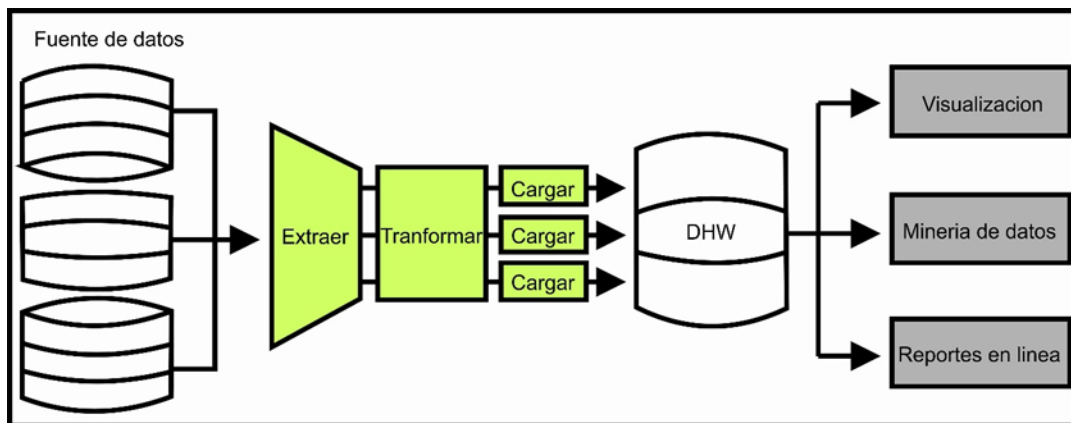 Fuente de datos
Extraer
Tranformar
Cargar
Cargar
Cargar
DHW
Visualizacion
Mineria de datos
Reportes en linea